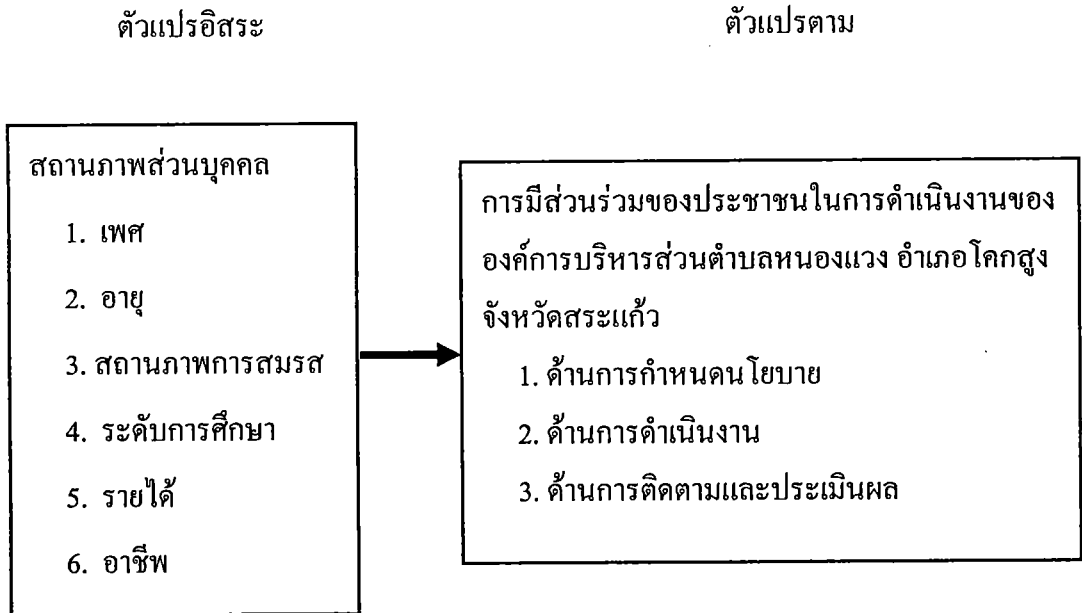 ตัวแปรอิสระ
ตัวแปรตาม
สถานภาพส่วนบุคคล
1. เพศ
2. อายุ
3. สถานภาพการสมรส
4. ระดับการศึกษา
5. รายได้
6. อาชีพ
การมีส่วนร่วมของประชาชนในการดำเนินงานของ
องค์การบริหารส่วนตำบลหนองแวง อำเภอโคกสูง
จังหวัดสระแก้ว
1. ด้านการกำหนดนโยบาย
2. ด้านการดำเนินงาน
3. ด้านการติดตามและประเมินผล